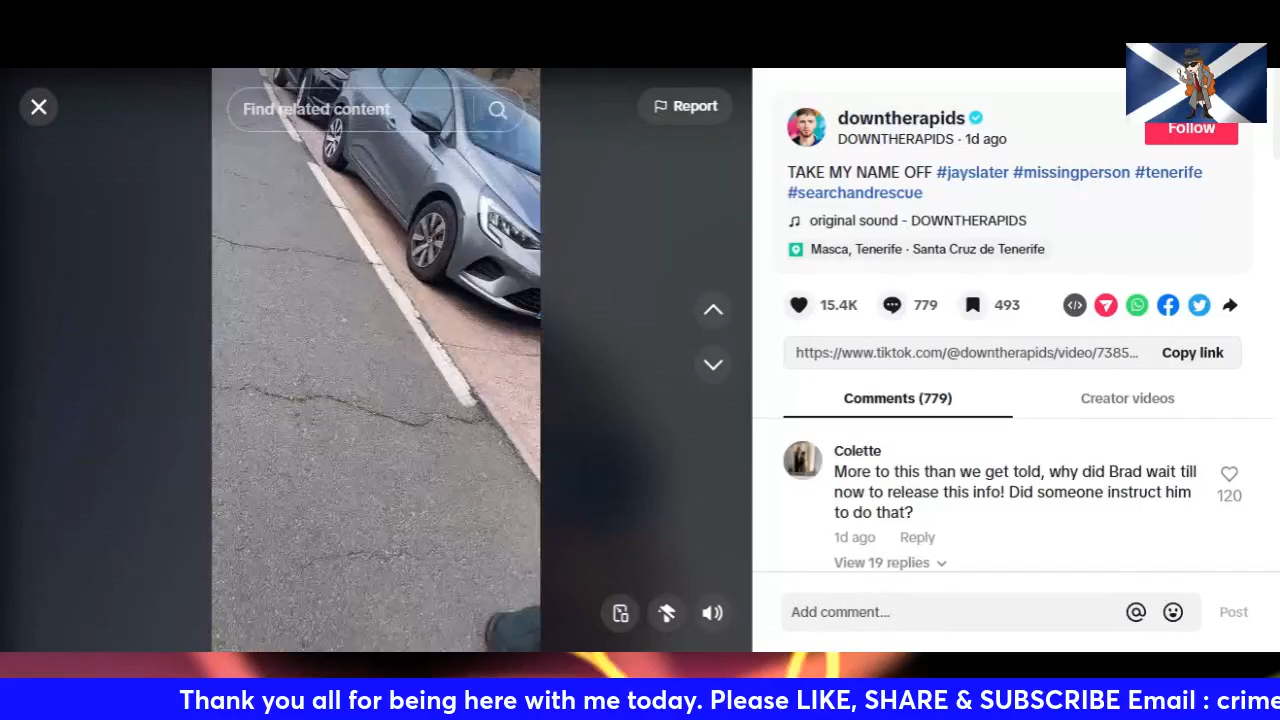 Find related content
Report
downtherapids
DOWNTHERAPIDS · 1d ago
Follow
TAKE MY NAME OFF #jayslater #missingperson #tenerife
#searchandrescue
original sound - DOWNTHERAPIDS
Masca, Tenerife · Santa Cruz de Tenerife
15.4K
779
493
https://www.tiktok.com/@downtherapids/video/7385...
Copy link
Comments (779)
Creator videos
Colette
More to this than we get told, why did Brad wait till
now to release this info! Did someone instruct him
to do that?
120
1d ago
Reply
View 19 replies
Add comment...
Post
Thank you all for being here with me today. Please LIKE, SHARE & SUBSCRIBE Email : crime